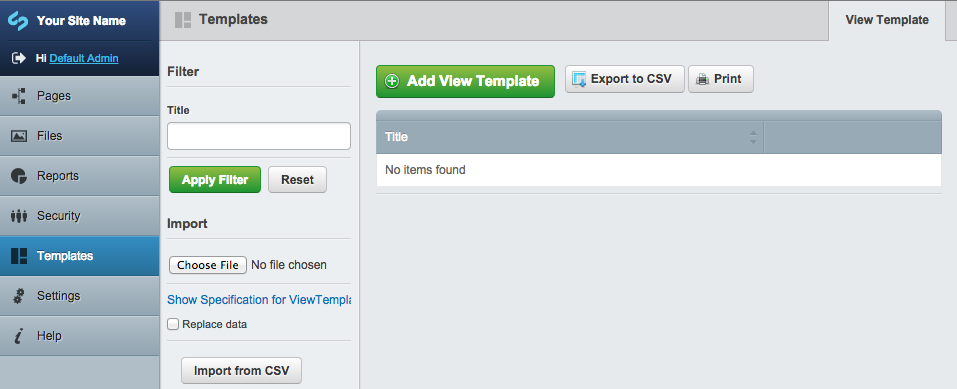 Your Site Name
Hi Default Admin
Pages
Files
Reports
Security
Templates
Settings
Help
Templates
View Template
Filter
Title
Apply Filter Reset
Import
Choose File No file chosen
Show Specification for ViewTempla
Replace data
Import from CSV
Add View Template Export to CSV Print
Title
No items found